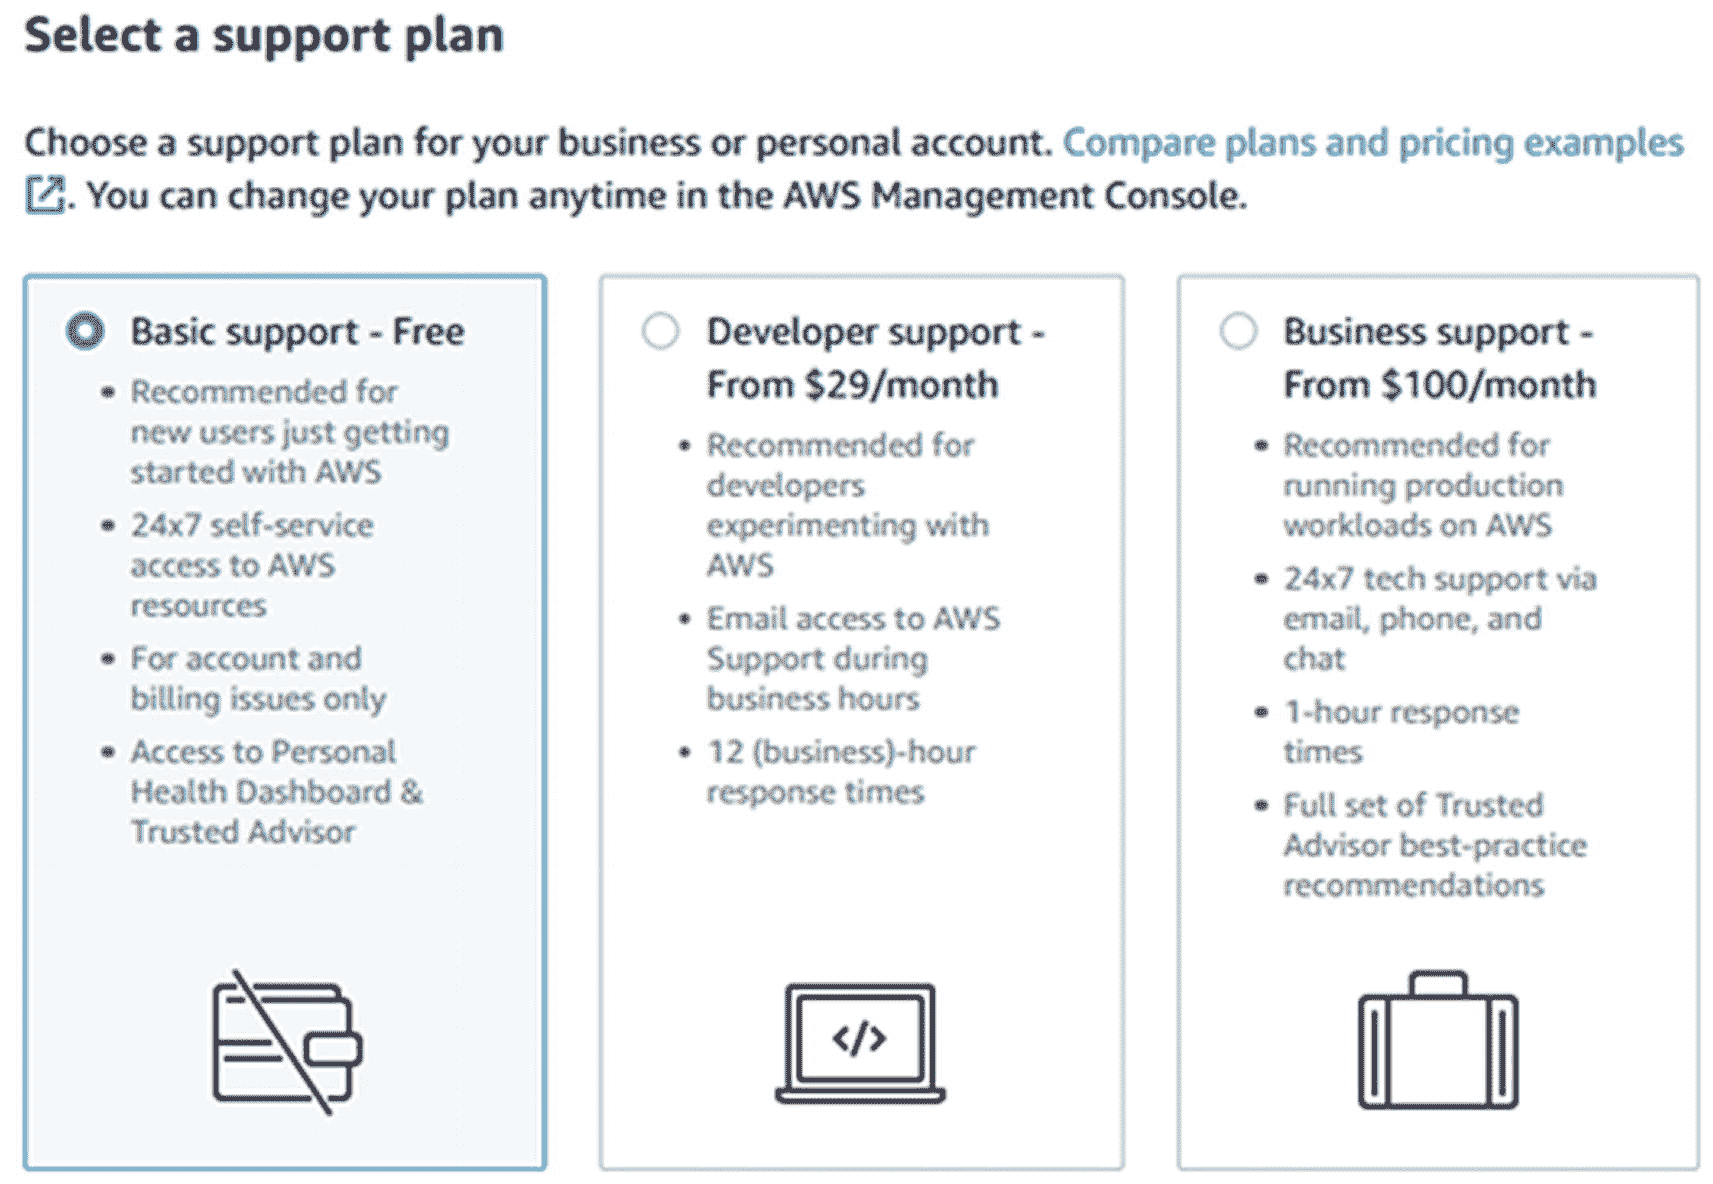 Select a support plan
Choose a support plan for your business or personal account. Compare plans and pricing examples
. You can change your plan anytime in the AWS Management Console.
Basic support - Free
• Recommended for
new users just getting
started with AWS
• 24x7 self-service
access to AWS
resources
• For account and
billing issues only
• Access to Personal
Health Dashboard &
Trusted Advisor
Developer support -
From $29/month
• Recommended for
developers
experimenting with
AWS
• Email access to AWS
Support during
business hours
• 12 (business)-hour
response times
</>
Business support -
From $100/month
• Recommended for
running production
workloads on AWS
• 24x7 tech support via
email, phone, and
chat
• 1-hour response
times
• Full set of Trusted
Advisor best-practice
recommendations